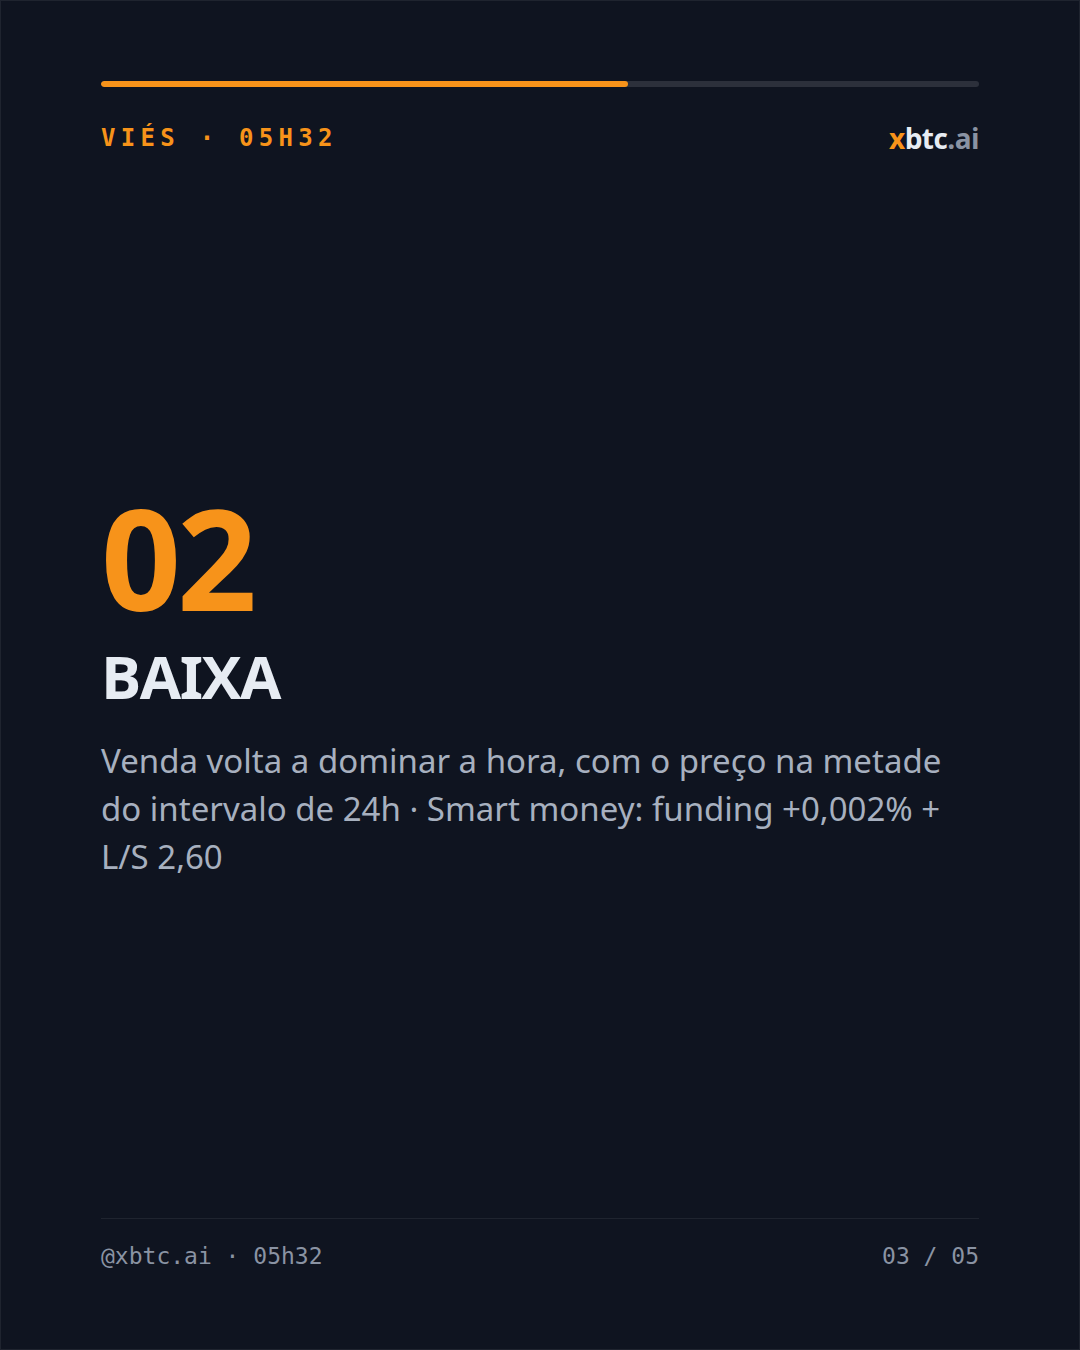 VIÉS · 05H32
xbtc.ai
02
BAIXA
Venda volta a dominar a hora, com o preço na metade
do intervalo de 24h · Smart money: funding +0,002% +
L/S 2,60
@xbtc.ai · 05h32
03 / 05